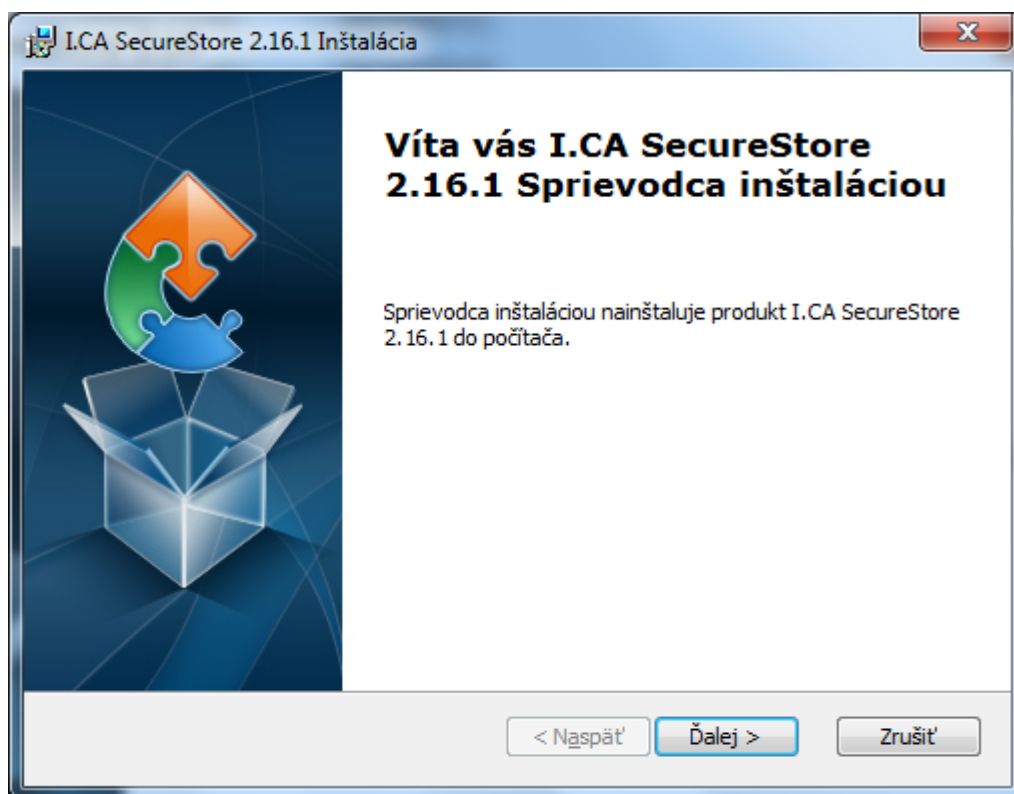 I.CA SecureStore 2.16.1 Inštalácia
Víta vás I.CA SecureStore
2.16.1 Sprievodca inštaláciou
Sprievodca inštaláciou nainštaluje produkt I.CA SecureStore
2.16.1 do počítača.
< Naspäť
Ďalej >
Zrušiť